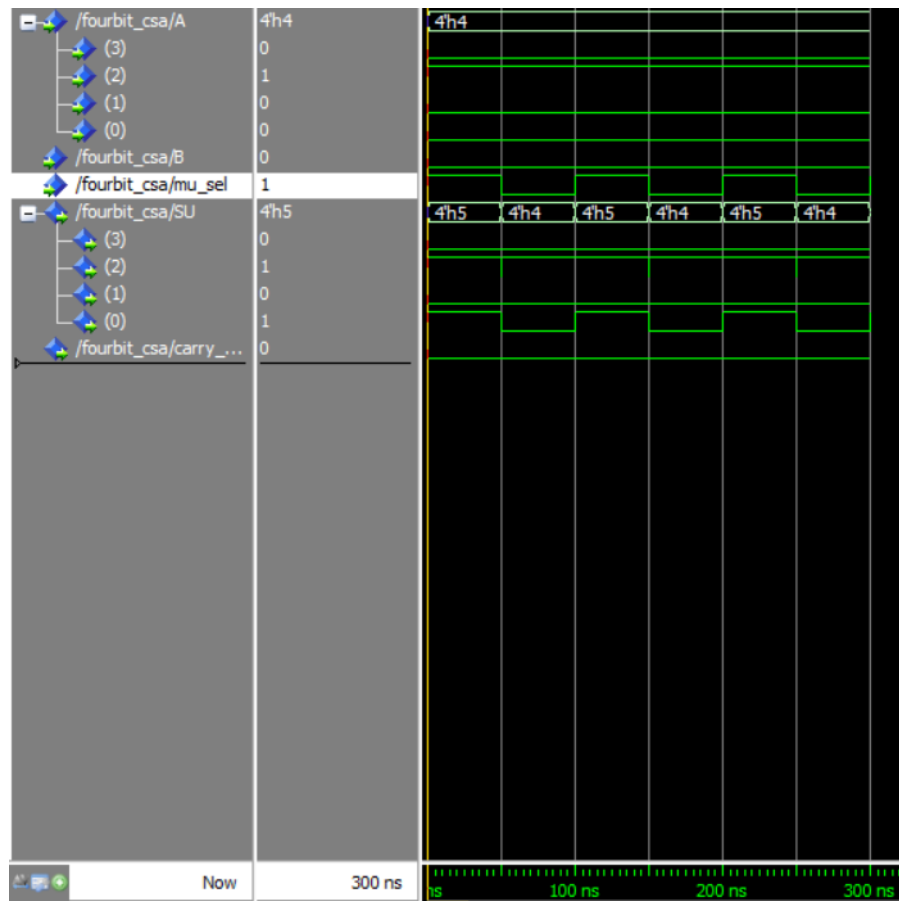 /fourbit_csa/A 4'h4 4'h4
(3) 0
(2) 1
(1) 0
(0) 0
/fourbit_csa/B 0
/fourbit_csa/mu_sel 1
/fourbit_csa/SU 4'h5 4'h5 4'h4 4'h5 4'h4 4'h5 4'h4
(3) 0
(2) 1
(1) 0
(0) 1
/fourbit_csa/carry_... 0
Now 300 ns ns 100 ns 200 ns 300 ns